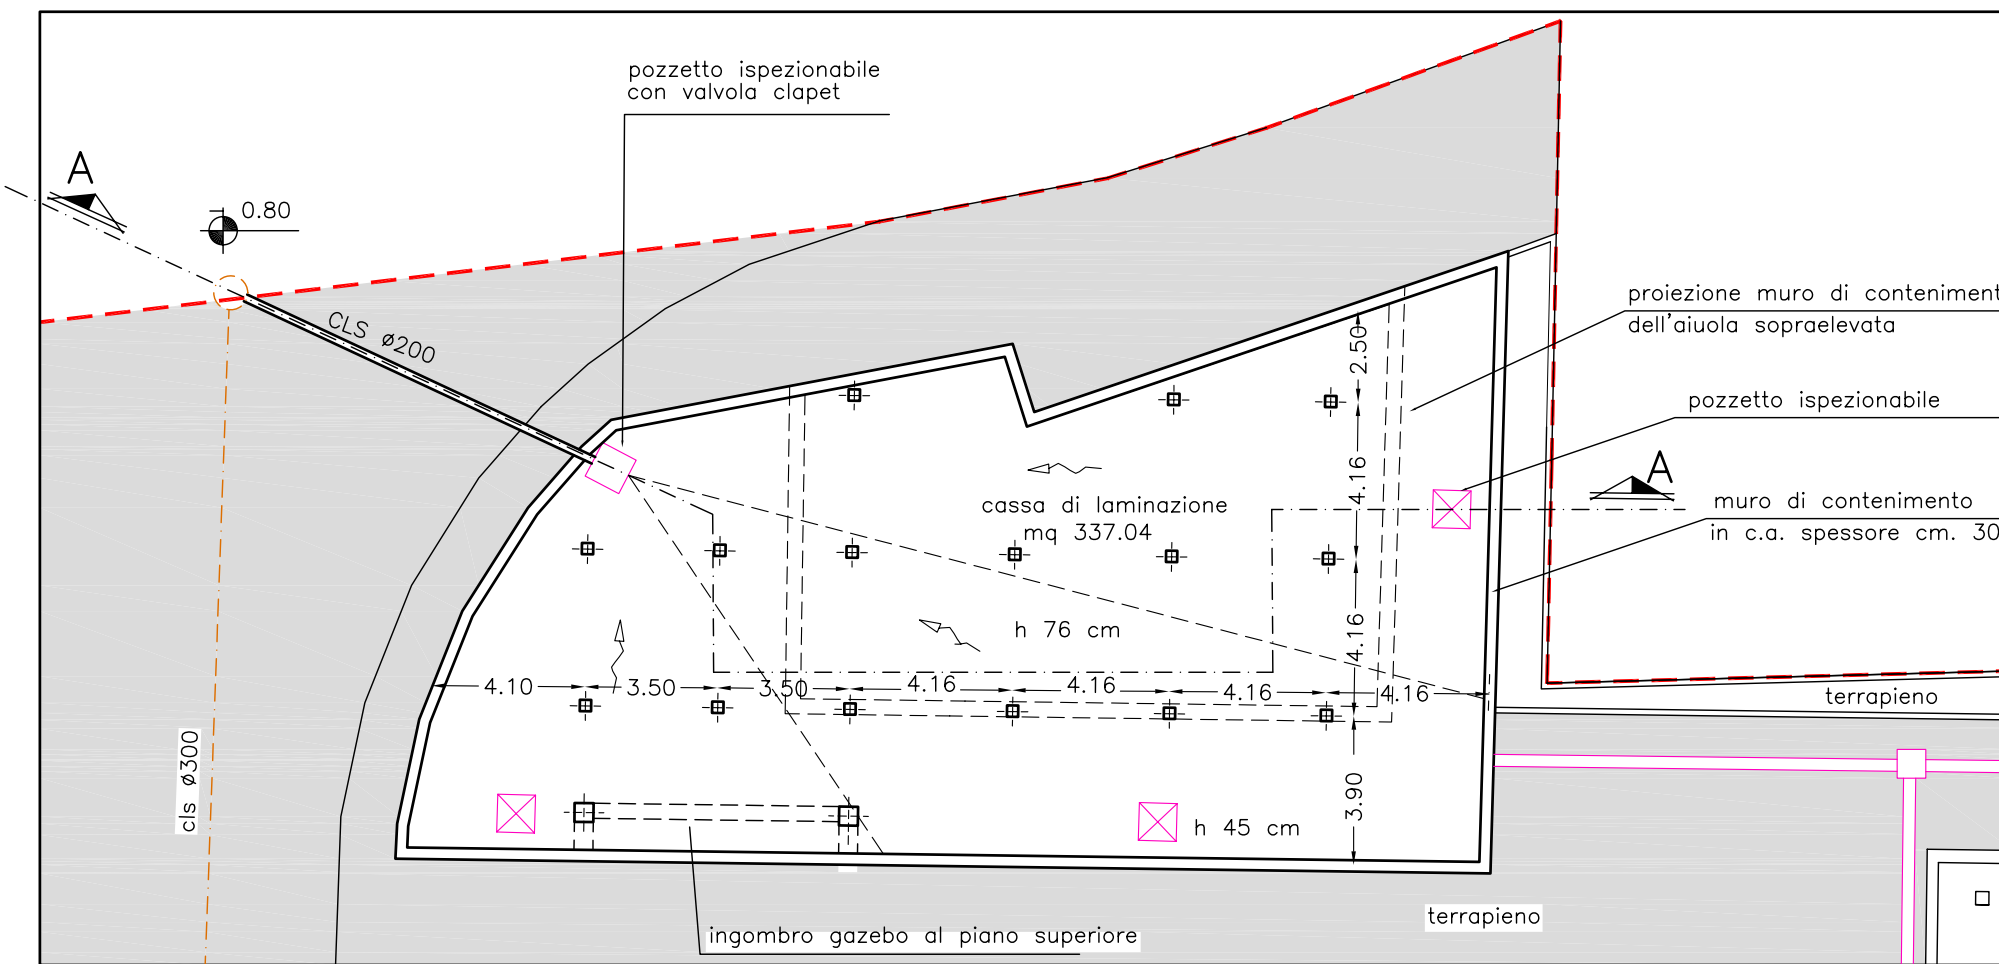 pozzetto ispezionabile
con valvola clapet
A
0.80
CLS ø200
proiezione muro di conteniment
dell'aiuola sopraelevata
2.50
pozzetto ispezionabile
A
4.16
cassa di laminazione
mq 337.04
muro di contenimento
in c.a. spessore cm. 30
h 76 cm
4.16
4.10
3.50
3.50
4.16
4.16
4.16
4.16
terrapieno
cls ø300
3.90
h 45 cm
terrapieno
ingombro gazebo al piano superiore